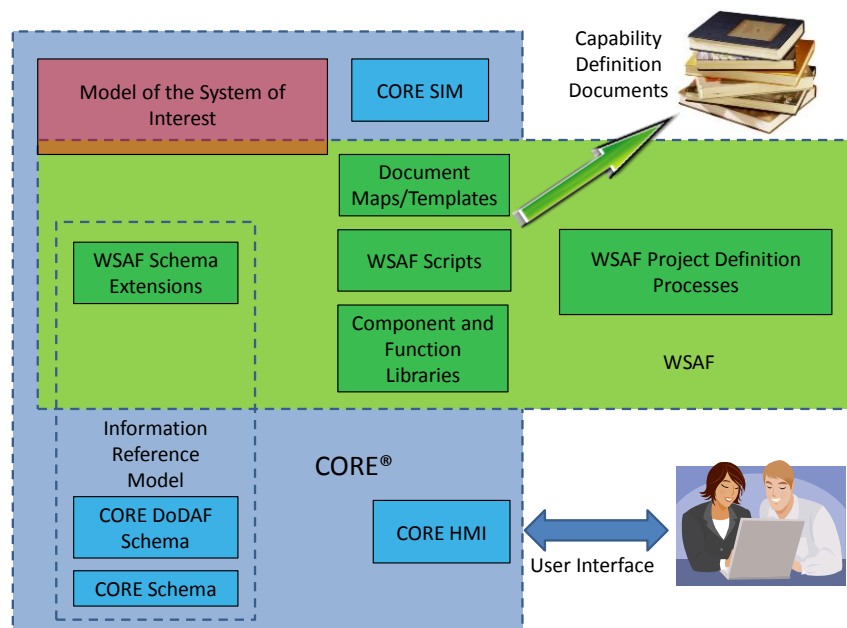 Capability
Definition
Documents
Model of the System of
Interest
CORE SIM
Document
Maps/Templates
WSAF Schema
Extensions
WSAF Scripts
WSAF Project Definition
Processes
Component and
Function
Libraries
WSAF
Information
Reference
Model
CORE®
CORE DoDAF
Schema
CORE HMI
User Interface
CORE Schema